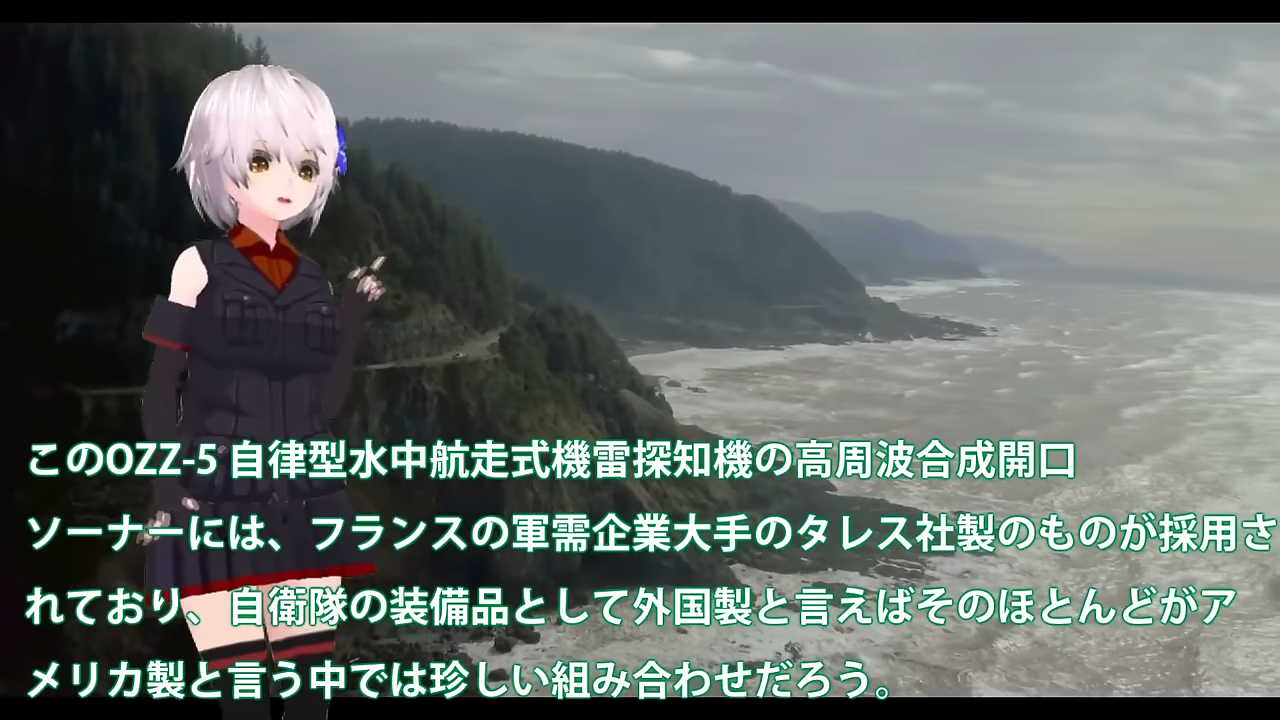 このOZZ-5 自律型水中航走式機雷探知機の高周波合成開口
ソーナーには、フランスの軍需企業大手のタレス社製のものが採用さ
れており、自衛隊の装備品として外国製と言えばそのほとんどがア
メリカ製と言う中では珍しい組み合わせだろう。